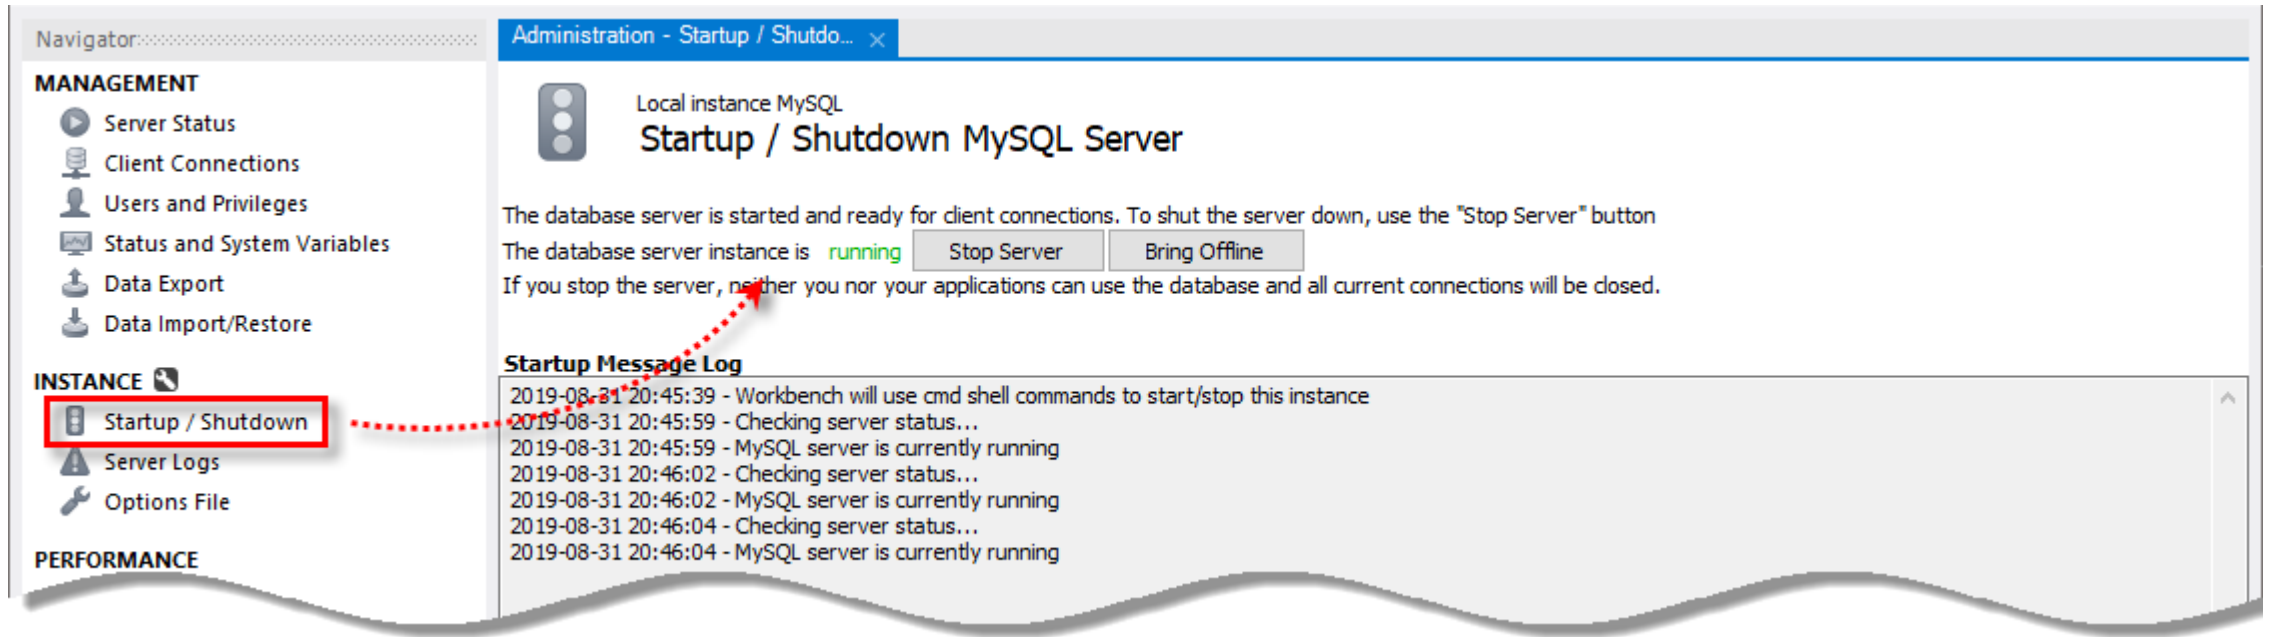 Navigator
MANAGEMENT
Server Status
Client Connections
Users and Privileges
Status and System Variables
Data Export
Data Import/Restore
INSTANCE
Startup / Shutdown
Server Logs
Options File
PERFORMANCE
Administration - Startup / Shutdo...
Local instance MySQL
Startup / Shutdown MySQL Server
The database server is started and ready for client connections. To shut the server down, use the "Stop Server" button
The database server instance is running Stop Server Bring Offline
If you stop the server, neither you nor your applications can use the database and all current connections will be closed.
Startup Message Log
2019-08-31 20:45:39 - Workbench will use cmd shell commands to start/stop this instance
2019-08-31 20:45:59 - Checking server status...
2019-08-31 20:45:59 - MySQL server is currently running
2019-08-31 20:46:02 - Checking server status...
2019-08-31 20:46:02 - MySQL server is currently running
2019-08-31 20:46:04 - Checking server status...
2019-08-31 20:46:04 - MySQL server is currently running